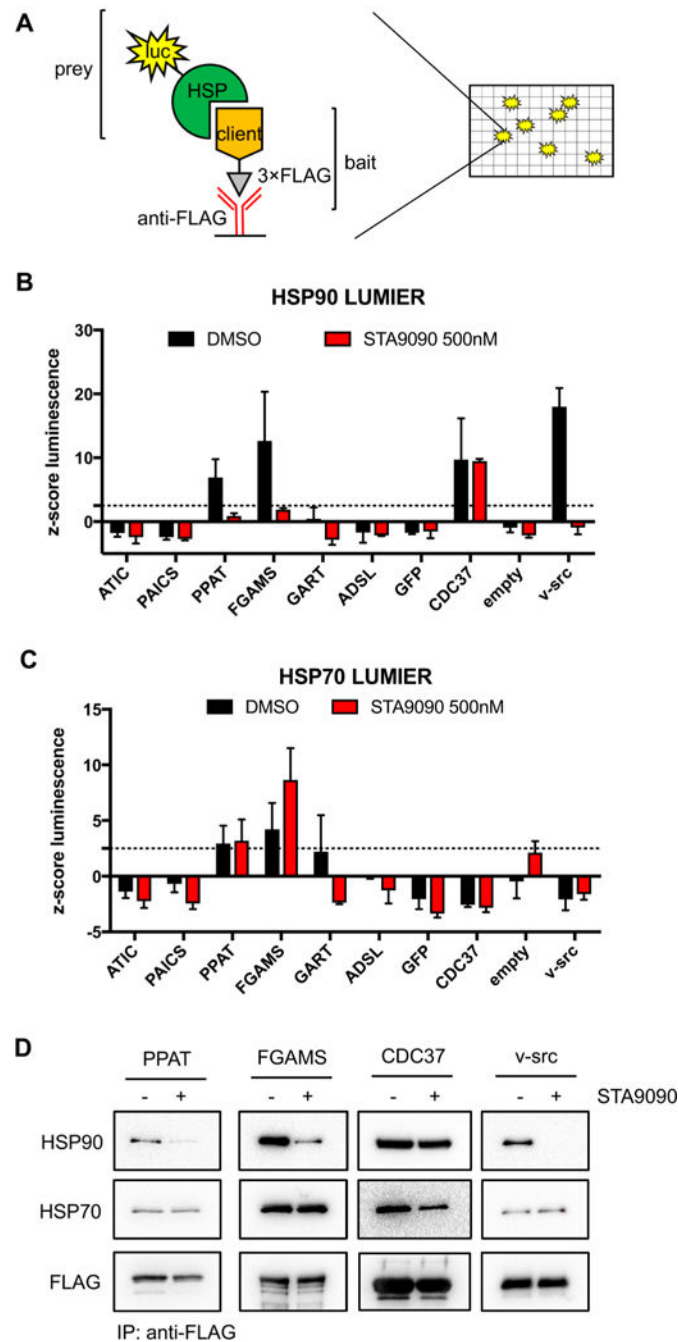 A
prey
luc
HSP
client
3×FLAG
bait
anti-FLAG
B
HSP90 LUMIER
DMSO STA9090 500nM
z-score luminescence
30
20
10
0
ATIC PAICS PPAT FGAMS GART ADSL GFP CDC37 empty v-src
C
HSP70 LUMIER
DMSO STA9090 500nM
z-score luminescence
15
10
5
0
-5
ATIC PAICS PPAT FGAMS GART ADSL GFP CDC37 empty v-src
D
PPAT FGAMS CDC37 v-src
- + - + - + - + STA9090
HSP90
HSP70
FLAG
IP: anti-FLAG